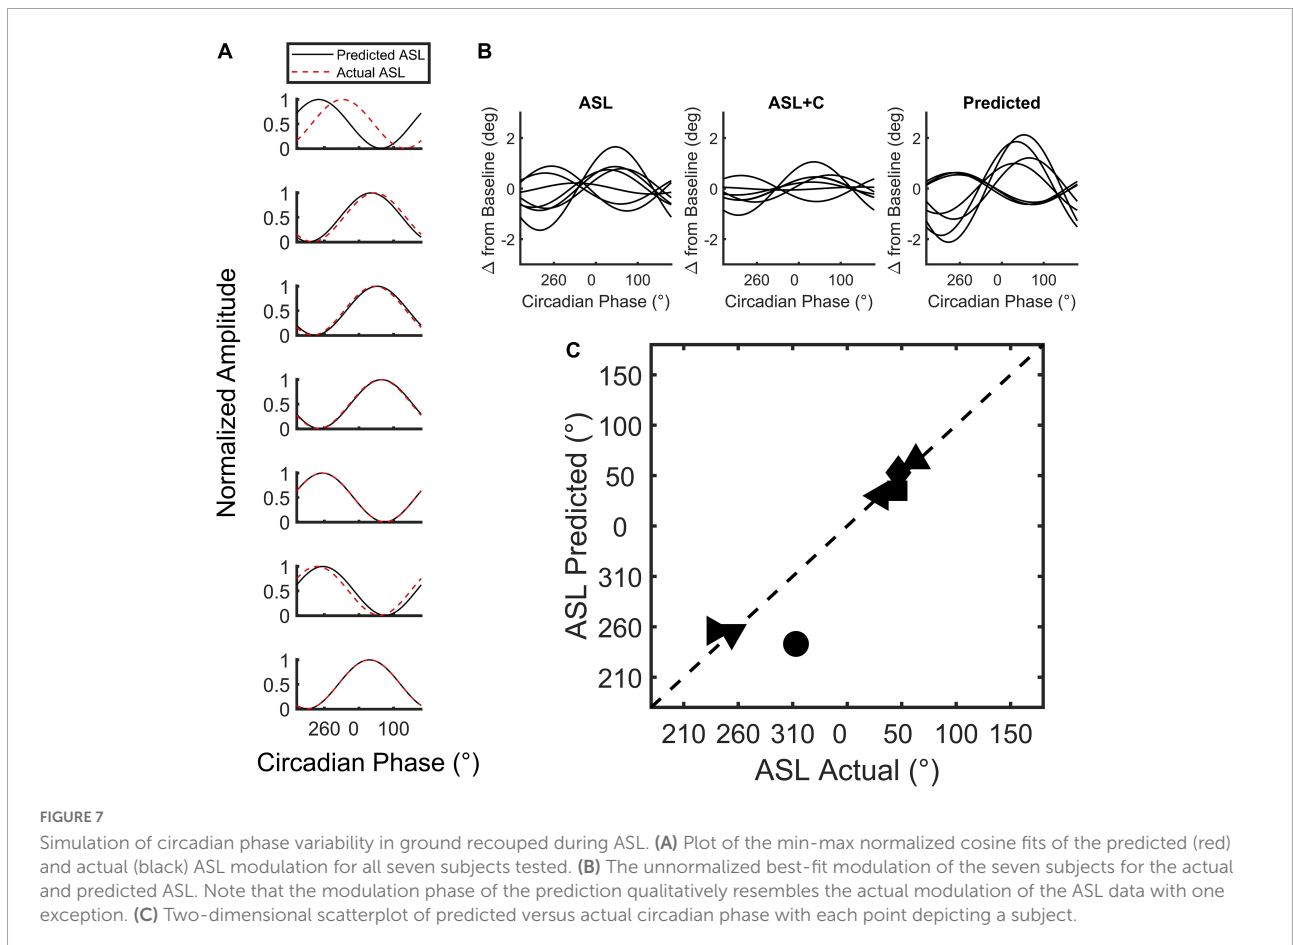 A
Predicted ASL
Actual ASL
1
0.5
0
1
0.5
0
1
0.5
0
1
0.5
0
1
0.5
0
1
0.5
0
1
0.5
0
260 0 100
Normalized Amplitude
Circadian Phase (°)
B
ASL
2
0
-2
260 0 100
△ from Baseline (deg)
Circadian Phase (°)
ASL+C
2
0
-2
260 0 100
△ from Baseline (deg)
Circadian Phase (°)
Predicted
2
0
-2
260 0 100
△ from Baseline (deg)
Circadian Phase (°)
C
150
100
50
0
310
260
210
ASL Predicted (°)
210 260 310 0 50 100 150
ASL Actual (°)
FIGURE 7
Simulation of circadian phase variability in ground recouped during ASL. (A) Plot of the min-max normalized cosine fits of the predicted (red)
and actual (black) ASL modulation for all seven subjects tested. (B) The unnormalized best-fit modulation of the seven subjects for the actual
and predicted ASL. Note that the modulation phase of the prediction qualitatively resembles the actual modulation of the ASL data with one
exception. (C) Two-dimensional scatterplot of predicted versus actual circadian phase with each point depicting a subject.